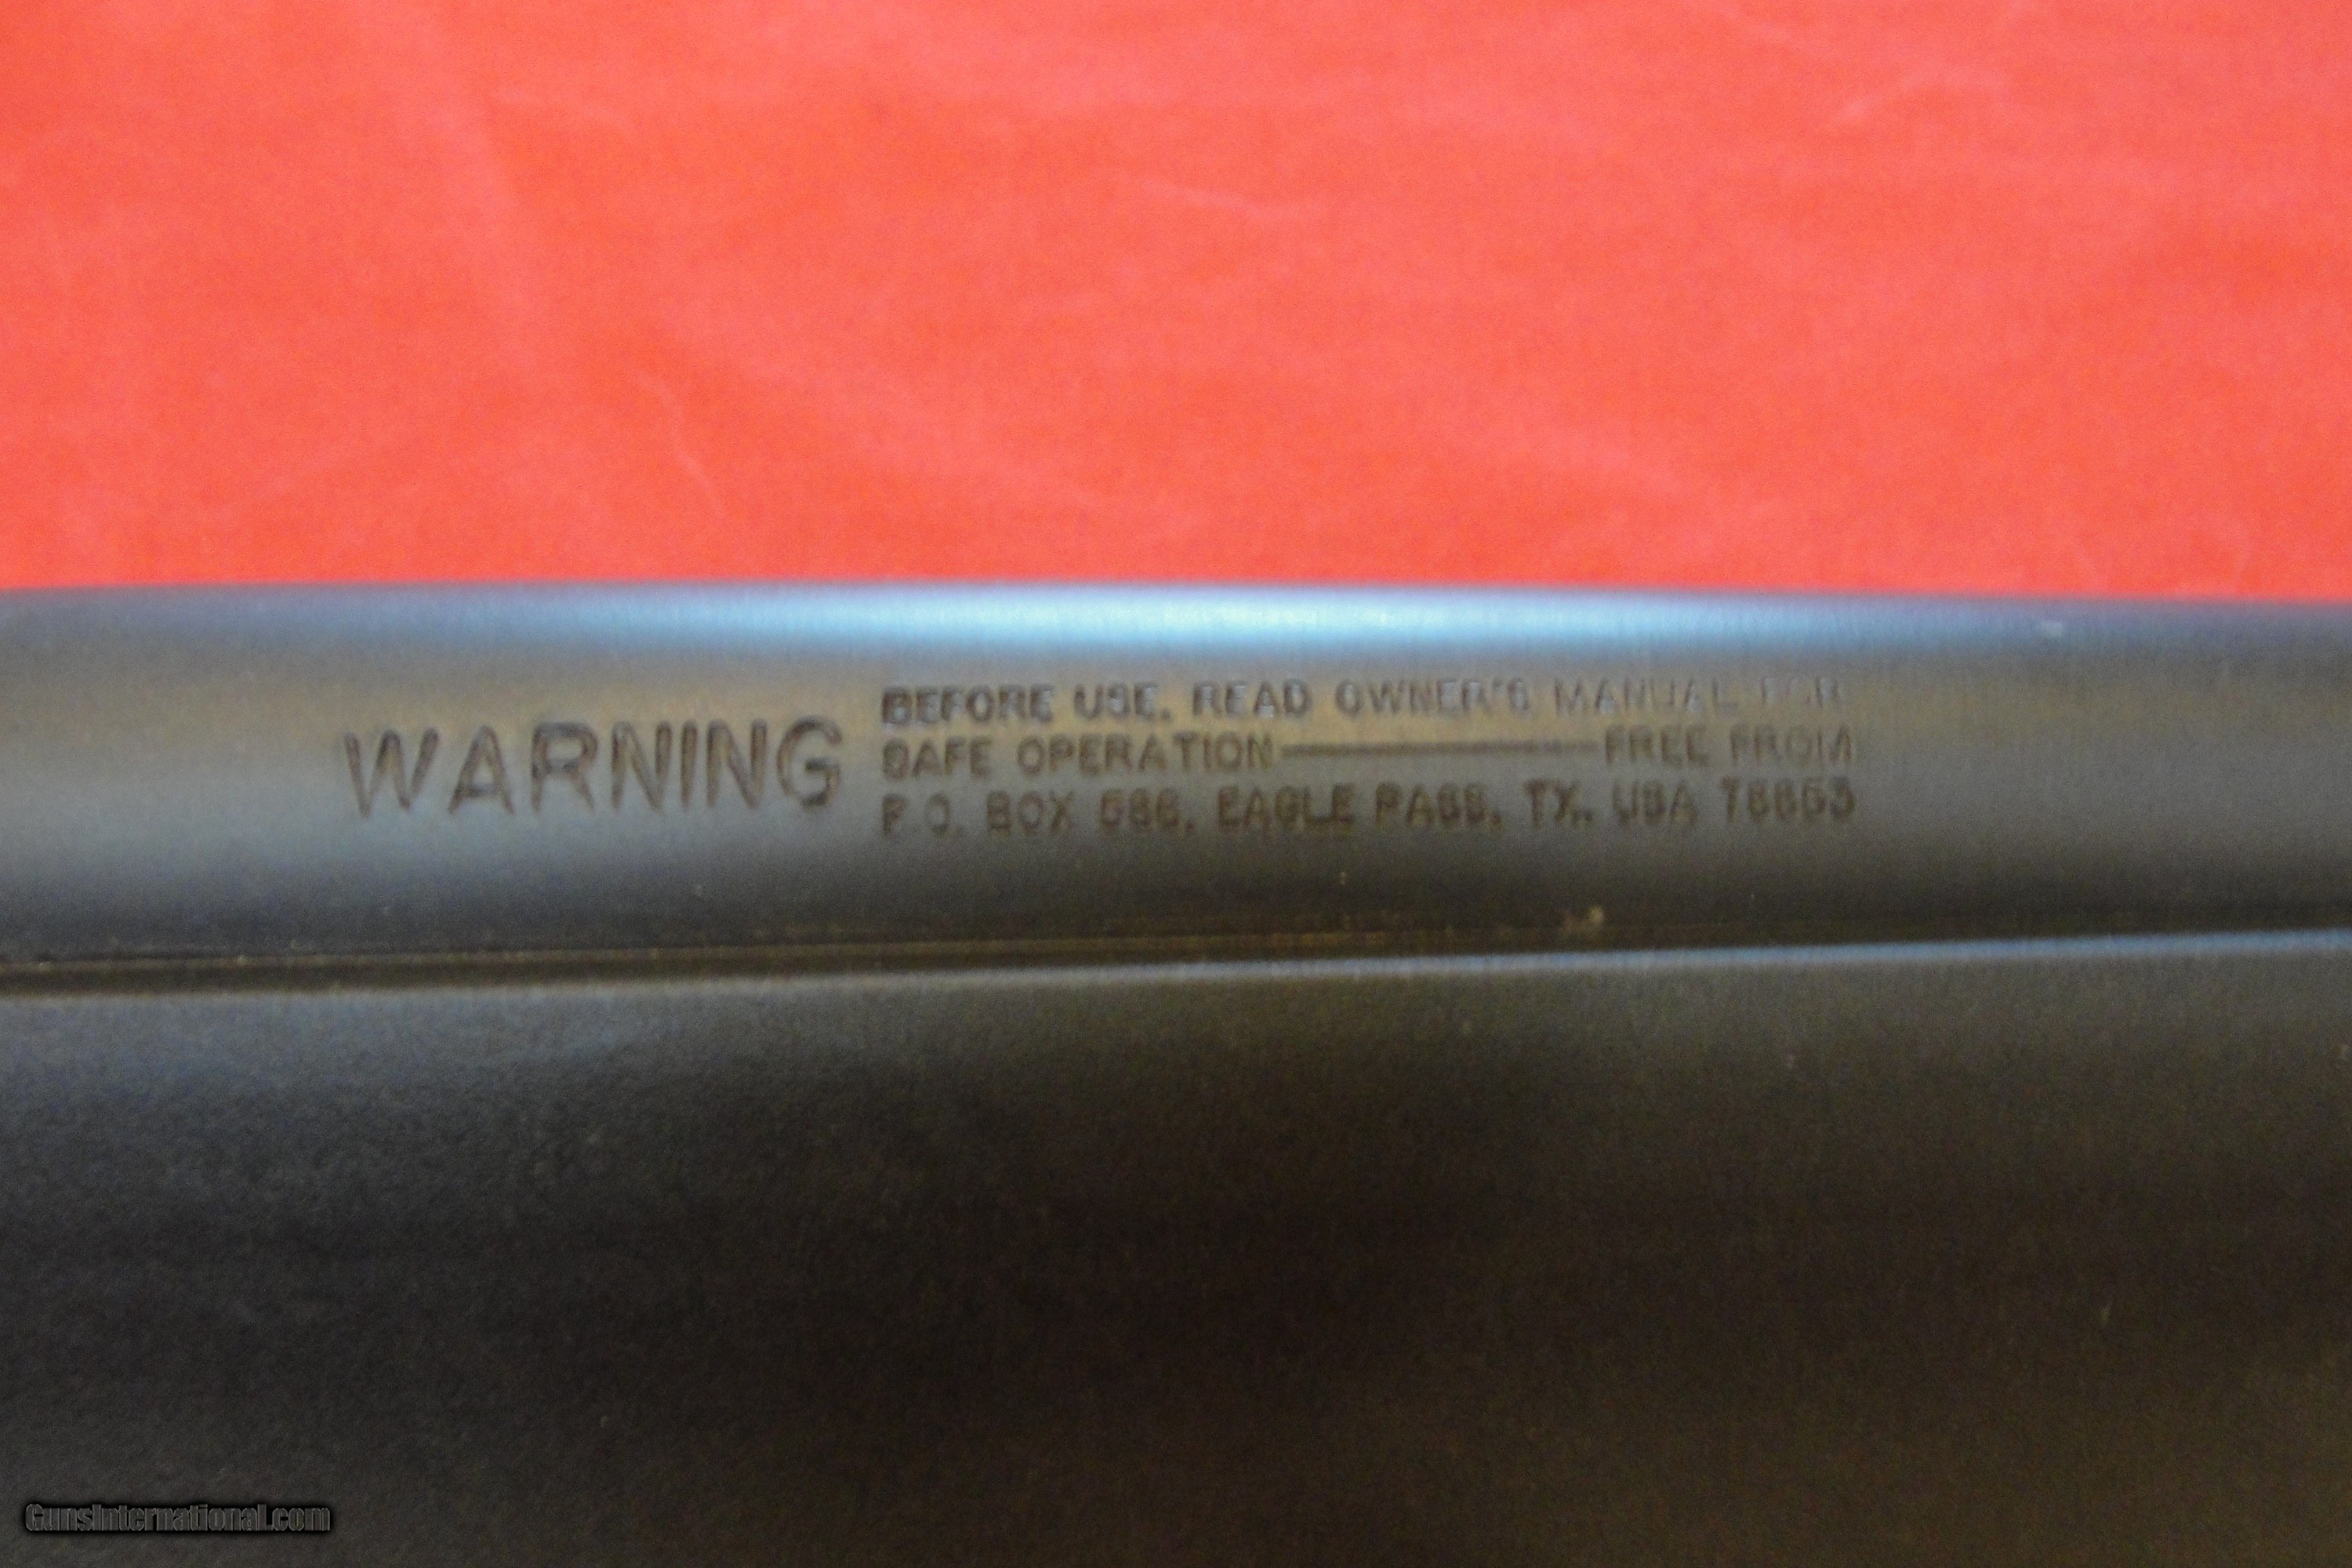 WARNING
BEFORE USE, READ OWNER'S MANUAL FOR
SAFE OPERATION————FREE FROM
P.O. BOX 586, EAGLE PASS, TX. USA 78853
GunsInternational.com